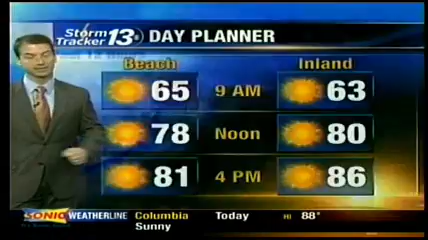 Storm
Tracker 13 DAY PLANNER
Beach Inland
65 9 AM 63
78 Noon 80
81 4 PM 86
SONIC WEATHERLINE Columbia Today HI 88°
Sunny